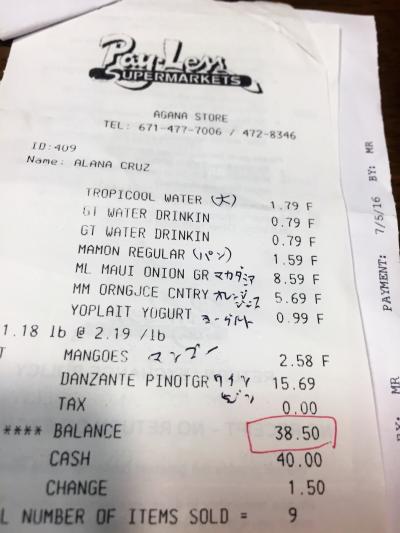 Pay-Less
SUPERMARKETS
AGANA STORE
TEL: 671-477-7006 / 472-8346
ID:409
Name: ALANA CRUZ
TROPICOOL WATER (大) 1.79 F
GT WATER DRINKIN 0.79 F
GT WATER DRINKIN 0.79 F
MAMON REGULAR (パン) 1.59 F
ML MAUI ONION GR マカダミア 8.59 F
MM ORNGJCE CNTRY オレンジジュース 5.69 F
YOPLAIT YOGURT ヨーグルト 0.99 F
1.18 lb @ 2.19 /lb
T MANGOES マンゴー 2.58 F
DANZANTE PINOTGR ワイン 15.69
TAX 0.00
**** BALANCE 38.50
CASH 40.00
CHANGE 1.50
L NUMBER OF ITEMS SOLD = 9
PAYMENT: 7/5/16 BY: MR
BY: MR